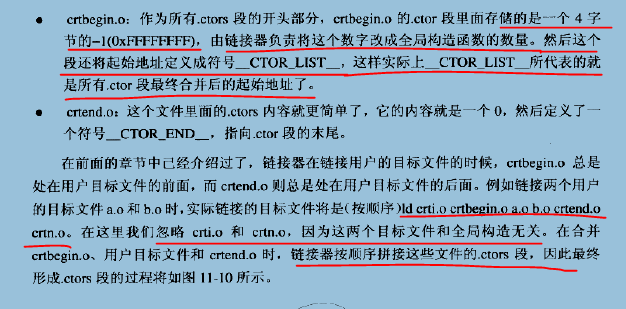 ● crtbegin.o：作为所有.ctors 段的开头部分，crtbegin.o 的.ctor 段里面存储的是一个 4 字
节的−1(0xFFFFFFFF)，由链接器负责将这个数字改成全局构造函数的数量。然后这个
段还将起始地址定义成符号__CTOR_LIST__，这样实际上__CTOR_LIST__所代表的就
是所有.ctor 段最终合并后的起始地址了。
● crtend.o：这个文件里面的.ctors 内容就更简单了，它的内容就是一个 0，然后定义了一
个符号__CTOR_END__，指向.ctor 段的末尾。
在前面的章节中已经介绍过了，链接器在链接用户的目标文件的时候，crtbegin.o 总是
处在用户目标文件的前面，而 crtend.o 则总是处在用户目标文件的后面。例如链接两个用户
的目标文件 a.o 和 b.o 时，实际链接的目标文件将是（按顺序）ld crti.o crtbegin.o a.o b.o crtend.o
crtn.o。在这里我们忽略 crti.o 和 crtn.o，因为这两个目标文件和全局构造无关。在合并
crtbegin.o、用户目标文件和 crtend.o 时，链接器按顺序拼接这些文件的.ctors 段，因此最终
形成.ctors 段的过程将如图 11-10 所示。